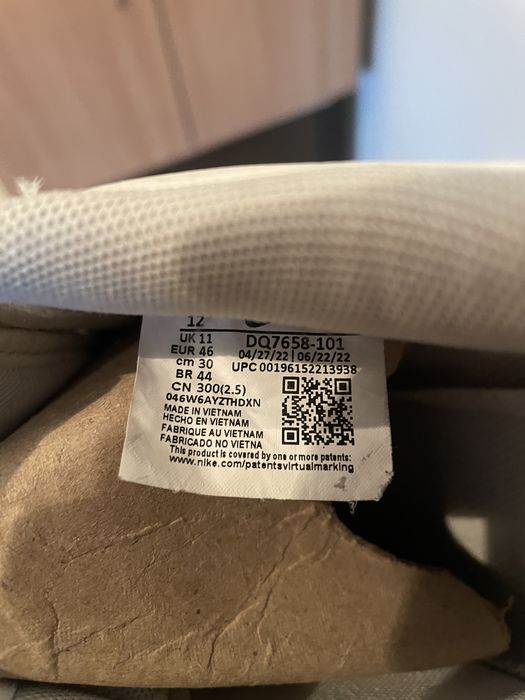 12
UK 11
EUR 46
cm 30
BR 44
CN 300(2.5)
046W6AYZTHDXN
DQ7658-101
04/27/22 | 06/22/22
UPC 00196152213938
MADE IN VIETNAM
HECHO EN VIETNAM
FABRIQUE AU VIETNAM
FABRICADO NO VIETNA
This product is covered by one or more patents:
www.nike.com/patentsvirtualmarking